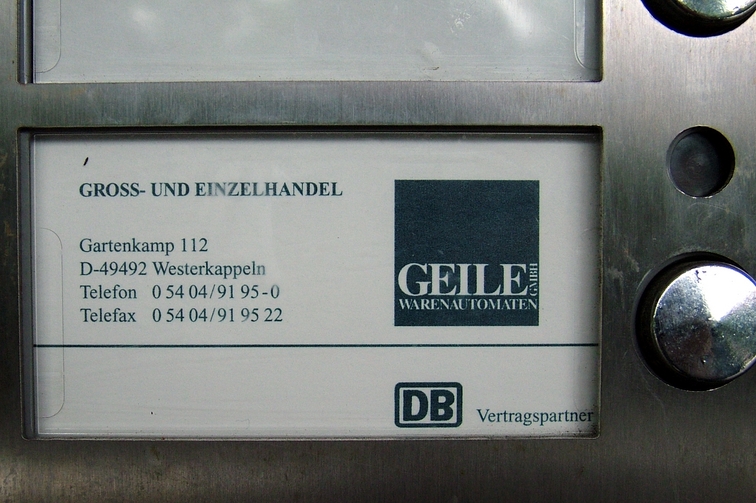 GROSS- UND EINZELHANDEL
Gartenkamp 112
D-49492 Westerkappeln
Telefon 0 54 04/91 95-0
Telefax 0 54 04/91 95 22
GEILE GMBH
WARENAUTOMATEN
DB Vertragspartner